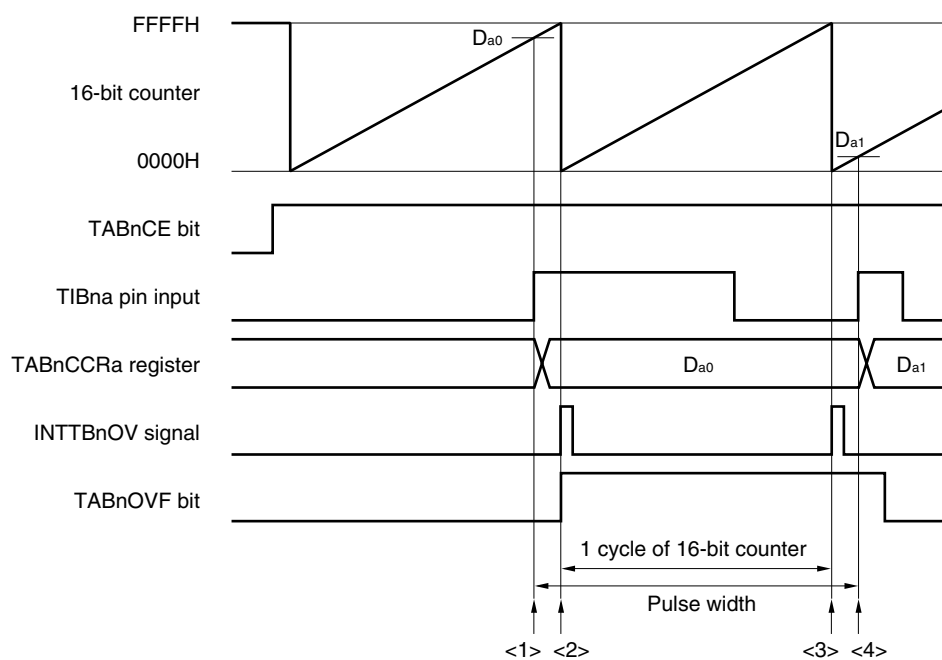 FFFFH
Da0
16-bit counter
Da1
0000H
TABnCE bit
TIBna pin input
TABnCCRa register
Da0
Da1
INTTBnOV signal
TABnOVF bit
1 cycle of 16-bit counter
Pulse width
<1> <2> <3> <4>